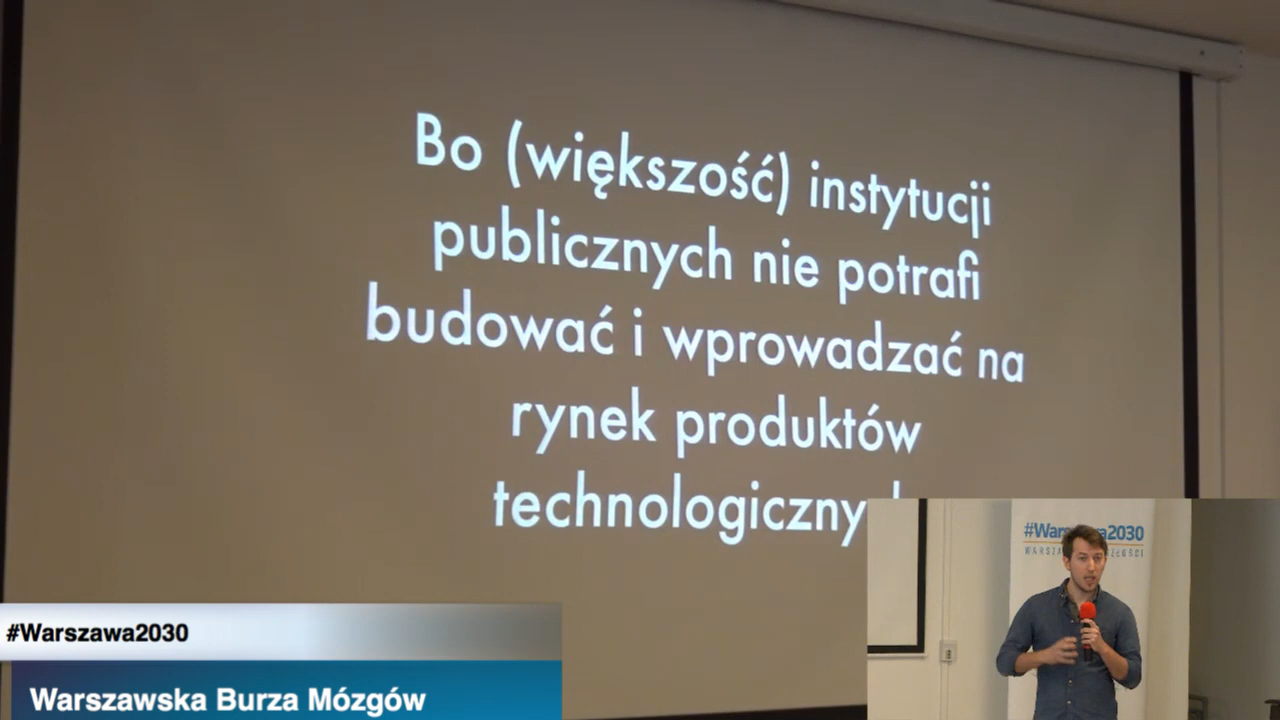 Bo (większość) instytucji
publicznych nie potrafi
budować i wprowadzać na
rynek produktów
#Warszawa2030
Warszawska Burza Mózgów